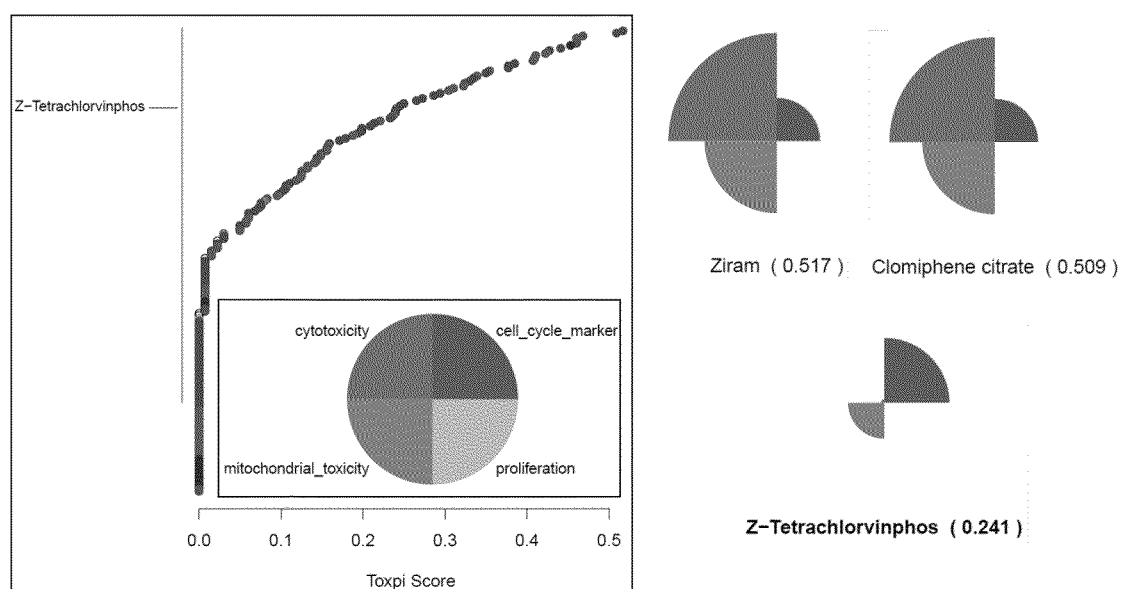 Z−Tetrachlorvinphos
cytotoxicity
cell_cycle_marker
mitochondrial_toxicity
proliferation
0.0 0.1 0.2 0.3 0.4 0.5
Toxpi Score
Ziram ( 0.517 ) Clomiphene citrate ( 0.509 )
Z−Tetrachlorvinphos ( 0.241 )